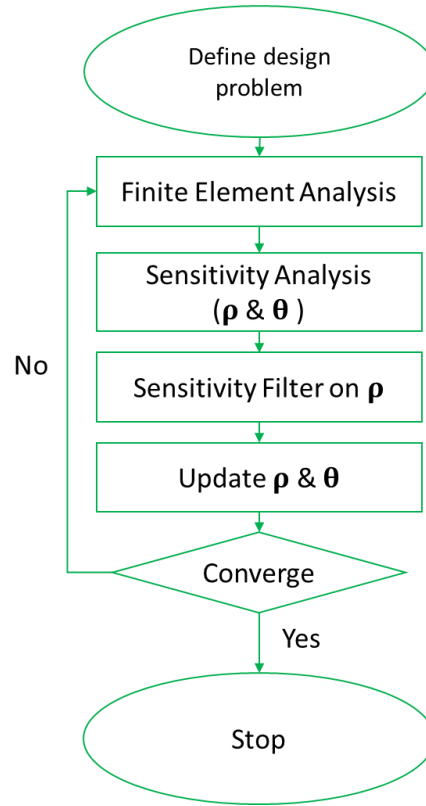 Define design
problem
Finite Element Analysis
Sensitivity Analysis
(ρ & θ )
Sensitivity Filter on ρ
Update ρ & θ
Converge
No
Yes
Stop